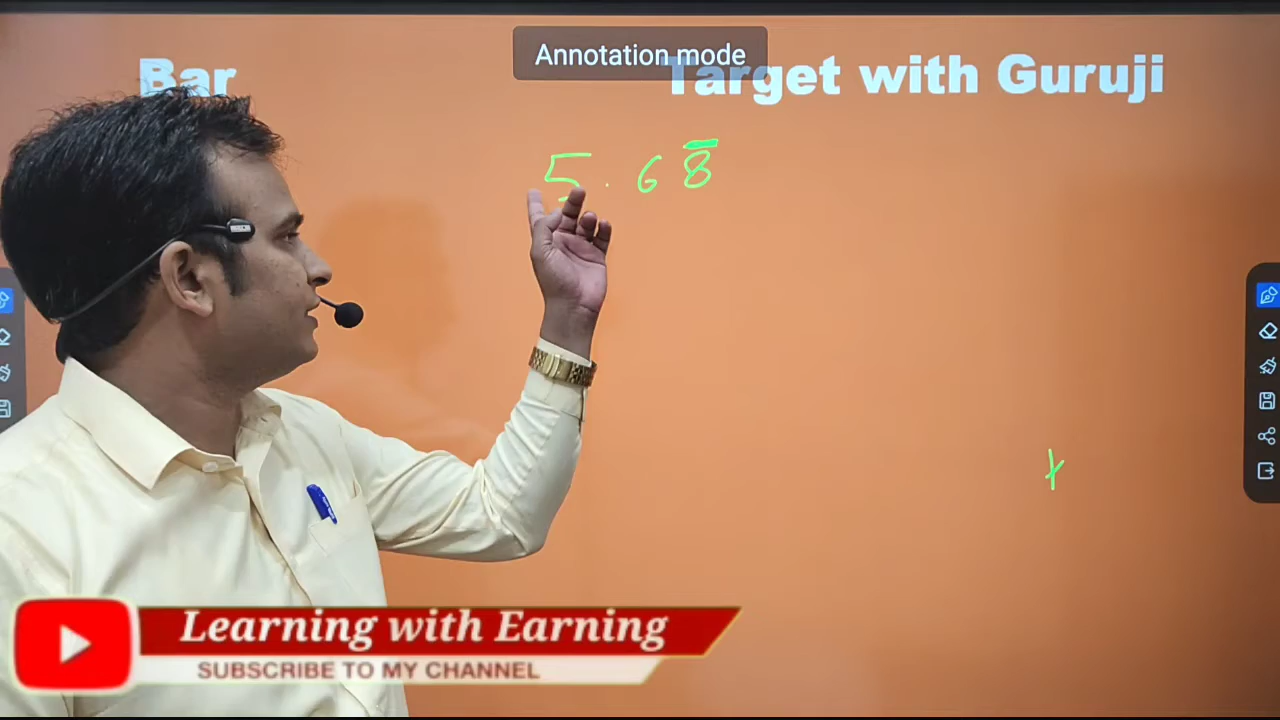 Annotation mode
Bar Target with Guruji
5.68̅
Learning with Earning
SUBSCRIBE TO MY CHANNEL